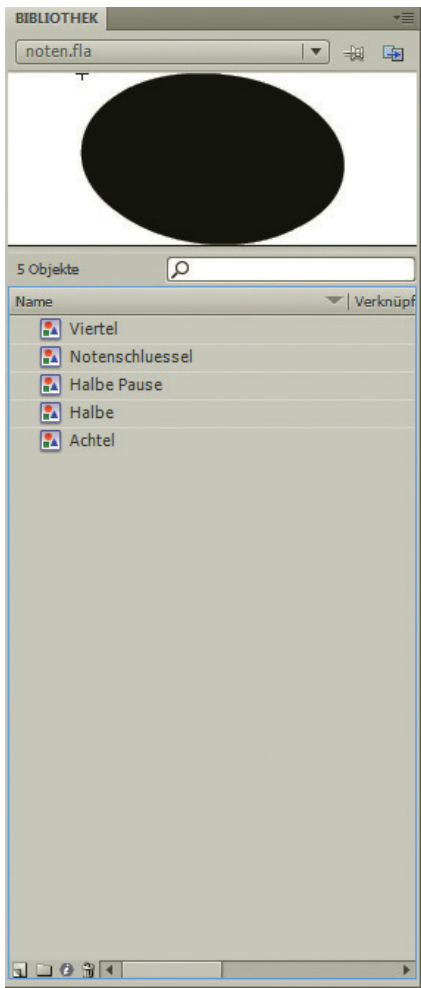 BIBLIOTHEK
noten.fla
5 Objekte
Name Verknüpf
Viertel
Notenschluessel
Halbe Pause
Halbe
Achtel